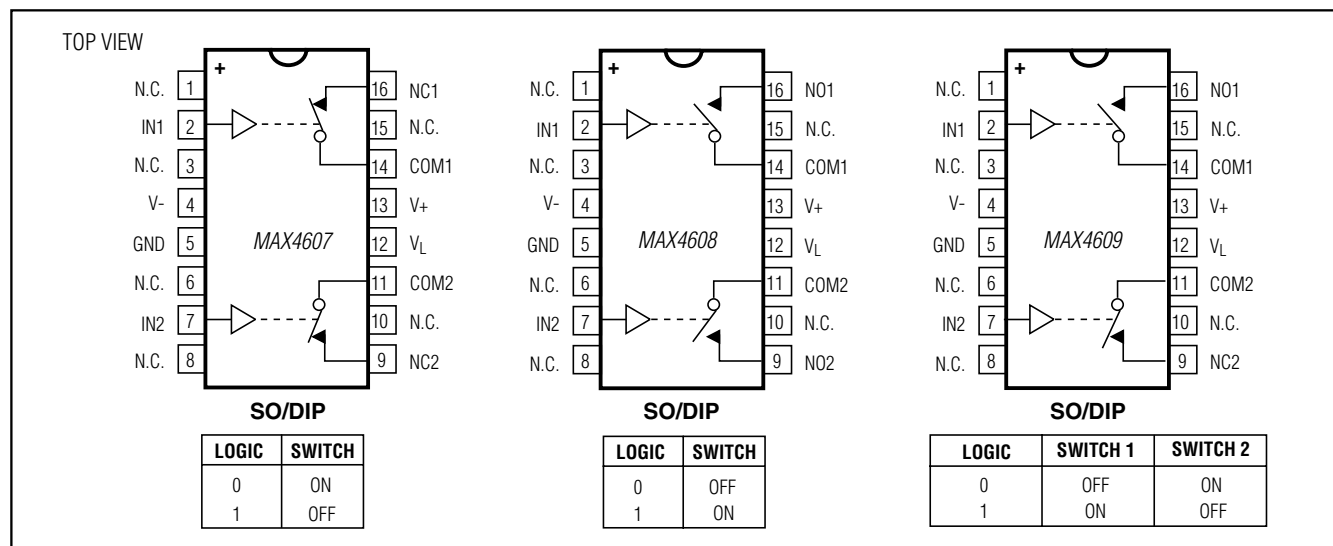 TOP VIEW
+
N.C. 1
IN1 2
N.C. 3
V- 4
GND 5
N.C. 6
IN2 7
N.C. 8
16 NC1
15 N.C.
14 COM1
13 V+
12 VL
11 COM2
10 N.C.
9 NC2
MAX4607
SO/DIP
LOGIC SWITCH
0 ON
1 OFF
+
N.C. 1
IN1 2
N.C. 3
V- 4
GND 5
N.C. 6
IN2 7
N.C. 8
16 NO1
15 N.C.
14 COM1
13 V+
12 VL
11 COM2
10 N.C.
9 NO2
MAX4608
SO/DIP
LOGIC SWITCH
0 OFF
1 ON
+
N.C. 1
IN1 2
N.C. 3
V- 4
GND 5
N.C. 6
IN2 7
N.C. 8
16 NO1
15 N.C.
14 COM1
13 V+
12 VL
11 COM2
10 N.C.
9 NC2
MAX4609
SO/DIP
LOGIC SWITCH 1 SWITCH 2
0 OFF ON
1 ON OFF